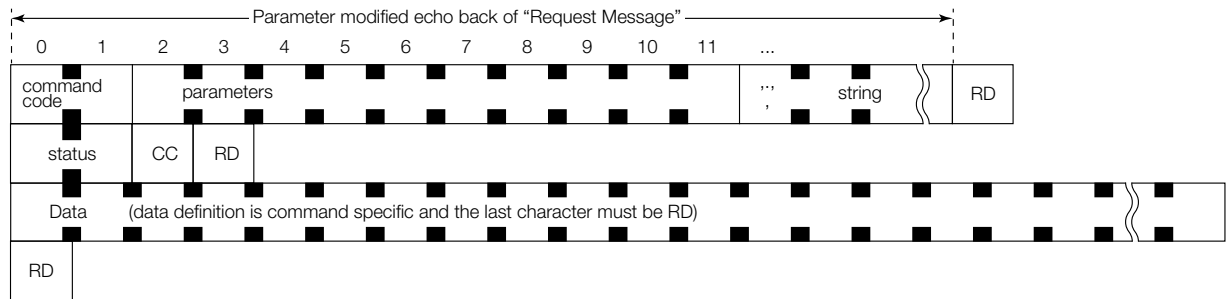 Parameter modified echo back of “Request Message”
0 1 2 3 4 5 6 7 8 9 10 11 ...
command code parameters ,.,, string RD
status CC RD
Data (data definition is command specific and the last character must be RD)
RD